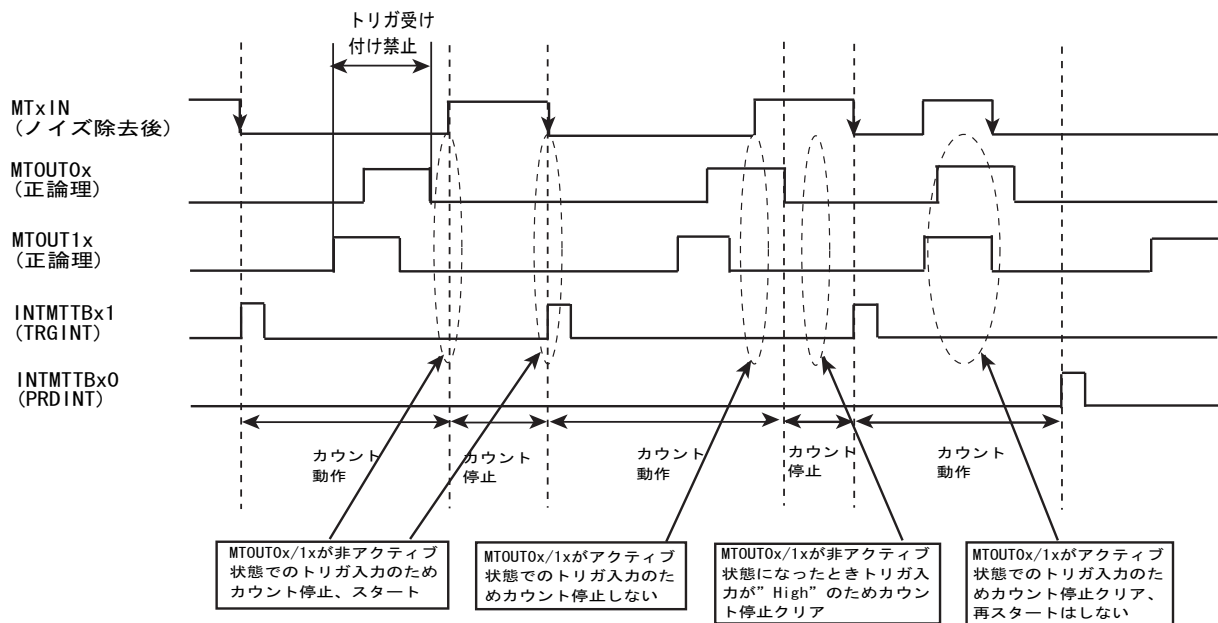 トリガ受け
付け禁止
MTxIN
(ノイズ除去後)
MTOUT0x
(正論理)
MTOUT1x
(正論理)
INTMTTBx1
(TRGINT)
INTMTTBx0
(PRDINT)
カウント
動作
カウント
停止
カウント
動作
カウント
停止
カウント
動作
MTOUT0x/1xが非アクティブ
状態でのトリガ入力のため
カウント停止、スタート
MTOUT0x/1xがアクティブ
状態でのトリガ入力のた
めカウント停止しない
MTOUT0x/1xが非アクティブ
状態になったときトリガ入
力が”High”のためカウン
ト停止クリア
MTOUT0x/1xがアクティブ
状態でのトリガ入力のた
めカウント停止クリア、
再スタートはしない